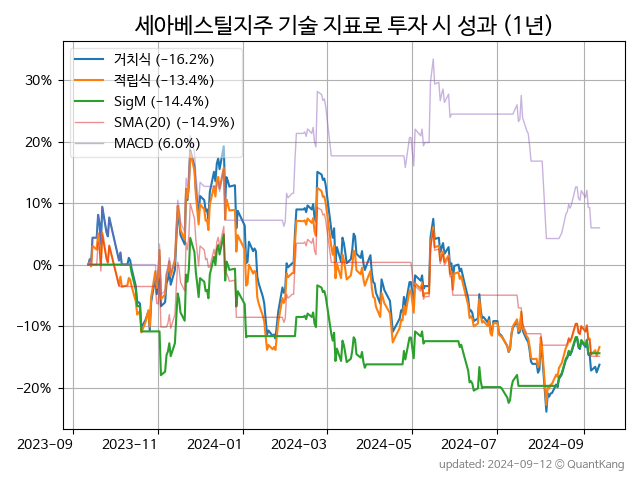 세아베스틸지주 기술 지표로 투자 시 성과 (1년)
거치식 (−16.2%)
적립식 (−13.4%)
SigM (−14.4%)
SMA(20) (−14.9%)
MACD (6.0%)
30%
20%
10%
0%
−10%
−20%
2023-09 2023-11 2024-01 2024-03 2024-05 2024-07 2024-09
updated: 2024-09-12 © QuantKang